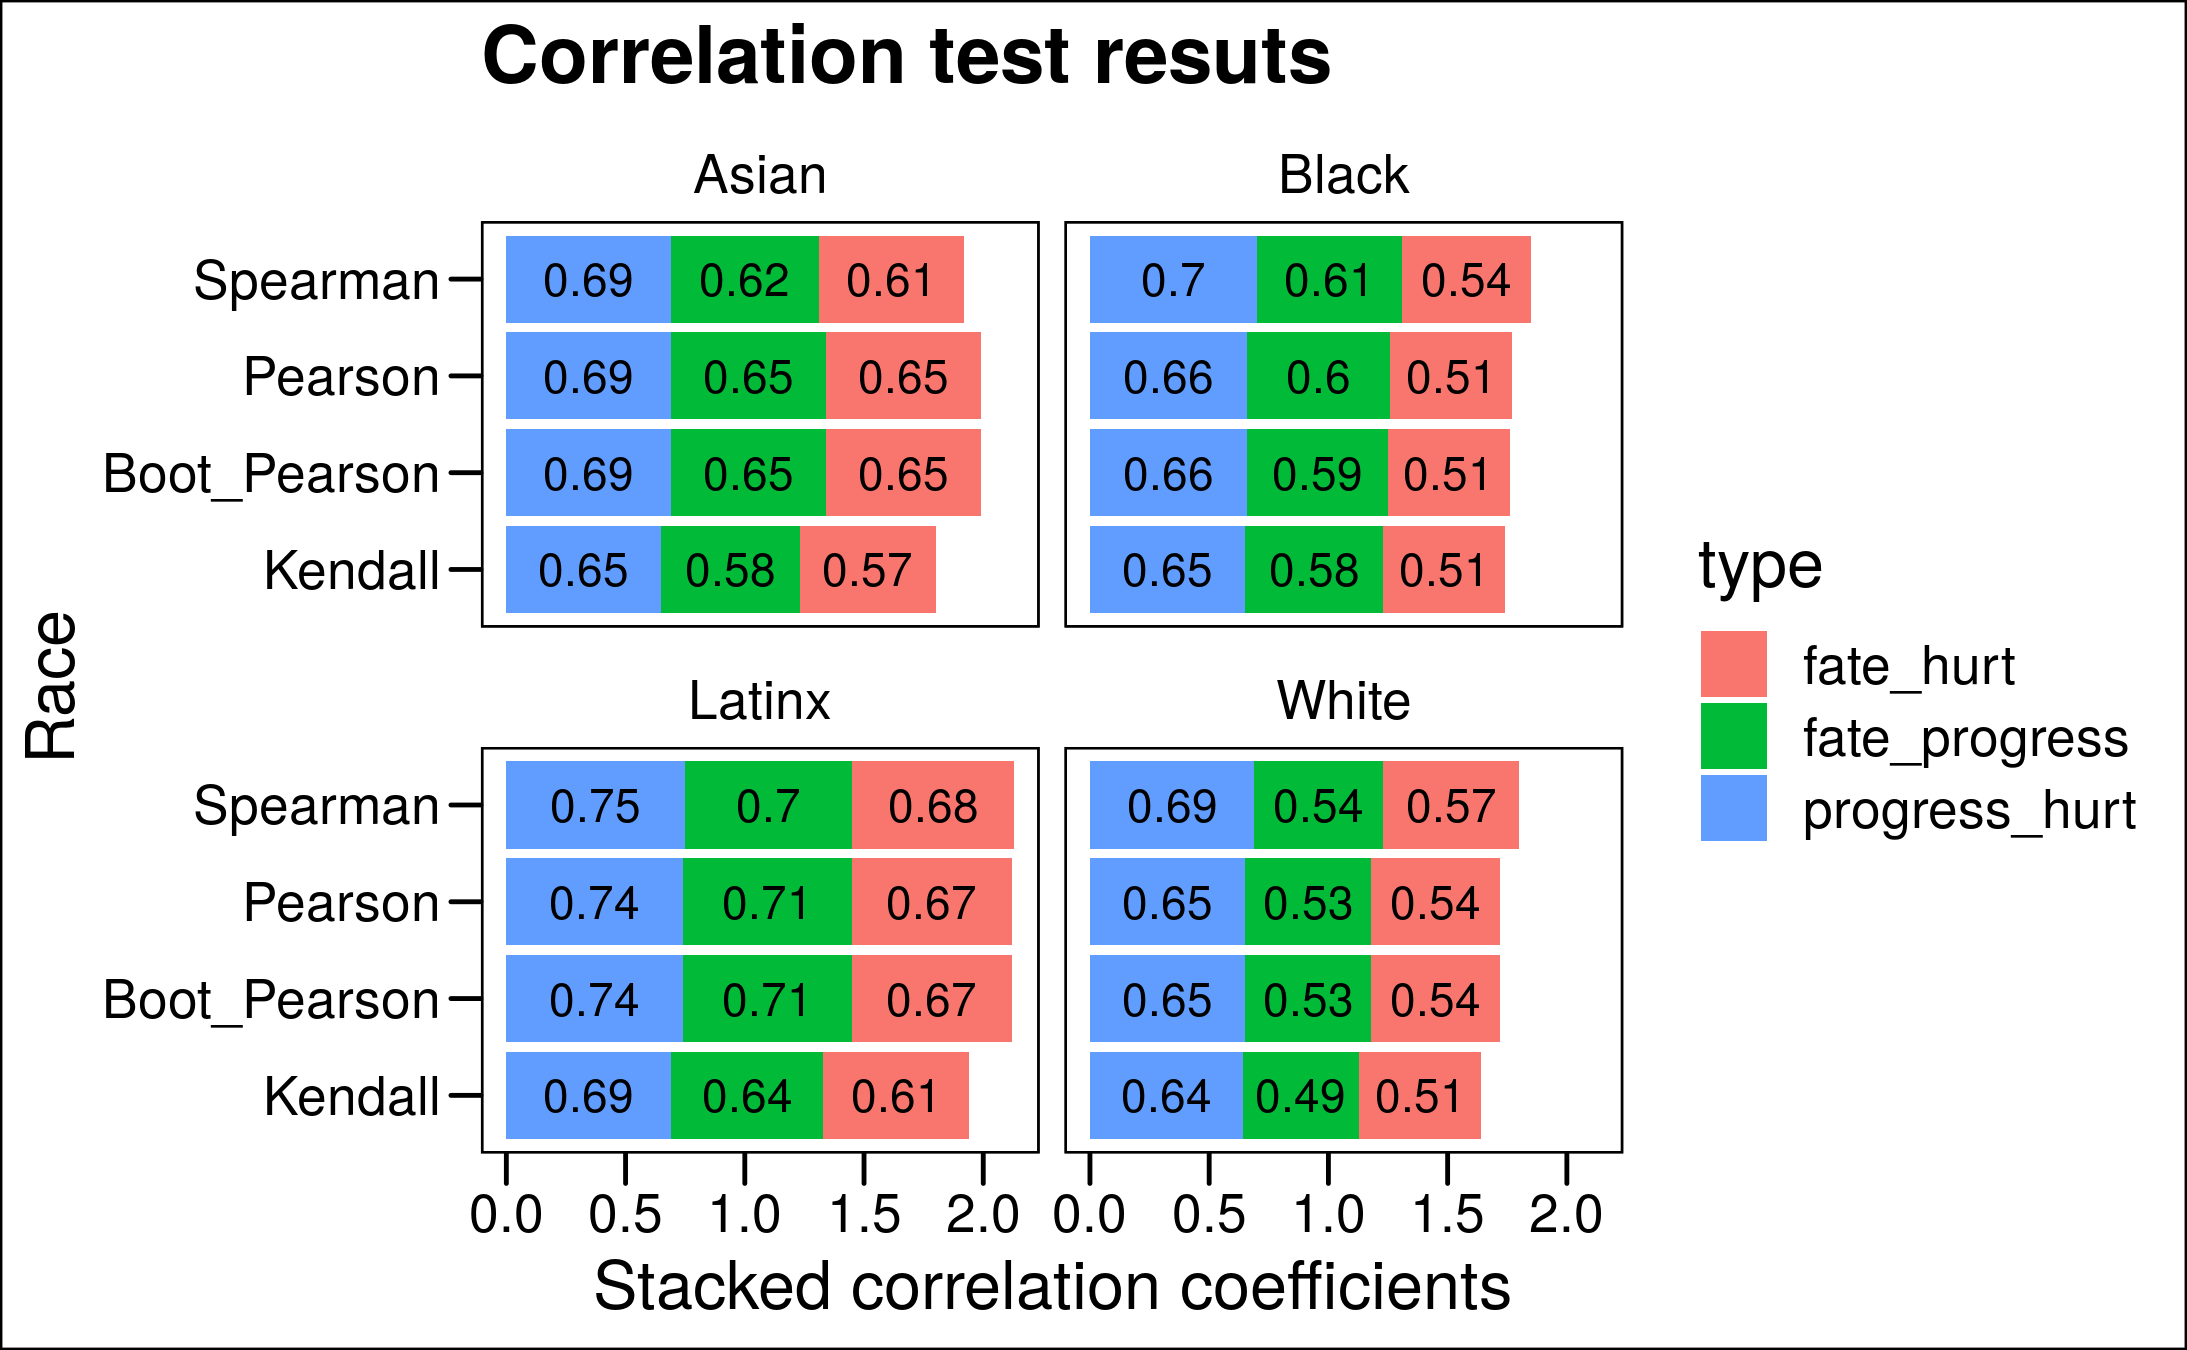 Correlation test resuts
Asian
Black
Spearman
0.69 0.62 0.61
0.7 0.61 0.54
Pearson
0.69 0.65 0.65
0.66 0.6 0.51
Boot_Pearson
0.69 0.65 0.65
0.66 0.59 0.51
Kendall
0.65 0.58 0.57
0.65 0.58 0.51
Race
Latinx
White
Spearman
0.75 0.7 0.68
0.69 0.54 0.57
Pearson
0.74 0.71 0.67
0.65 0.53 0.54
Boot_Pearson
0.74 0.71 0.67
0.65 0.53 0.54
Kendall
0.69 0.64 0.61
0.64 0.49 0.51
0.0 0.5 1.0 1.5 2.0
0.0 0.5 1.0 1.5 2.0
Stacked correlation coefficients
type
fate_hurt
fate_progress
progress_hurt